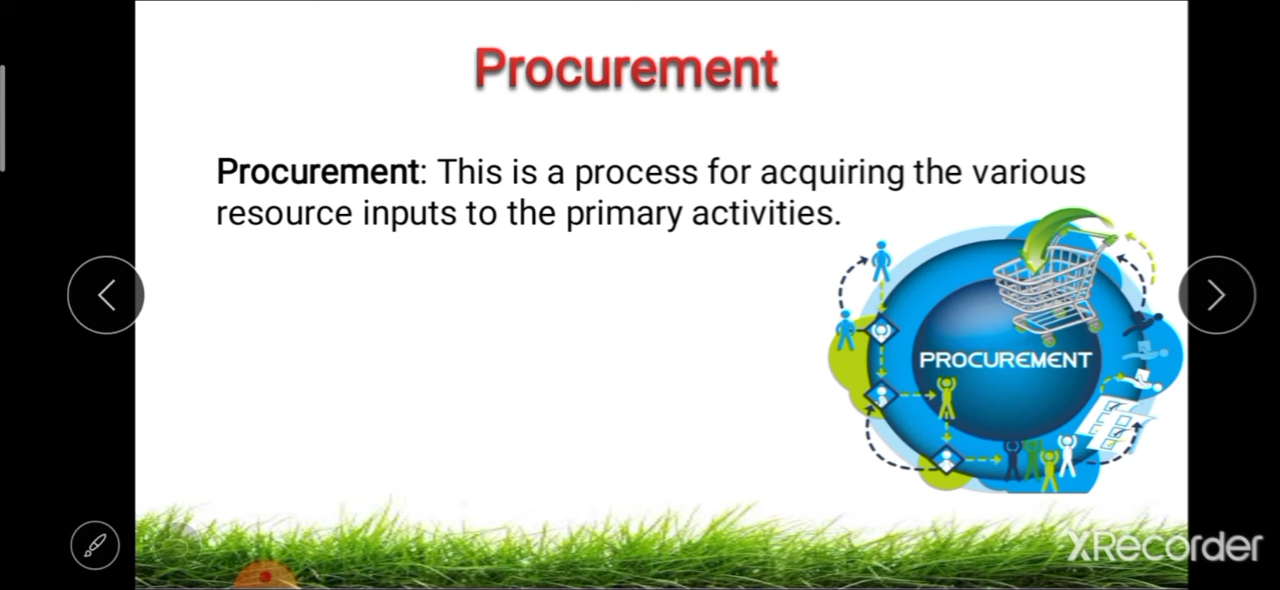 Procurement
Procurement: This is a process for acquiring the various
resource inputs to the primary activities.
PROCUREMENT
XRecorder